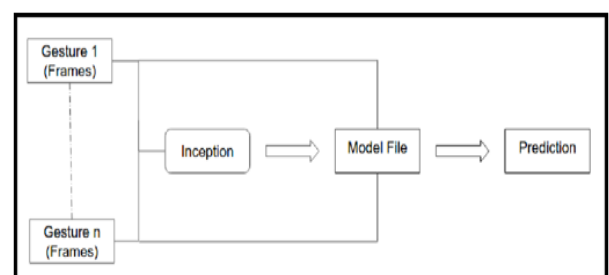 Gesture 1
(Frames)
Inception
Model File
Prediction
Gesture n
(Frames)